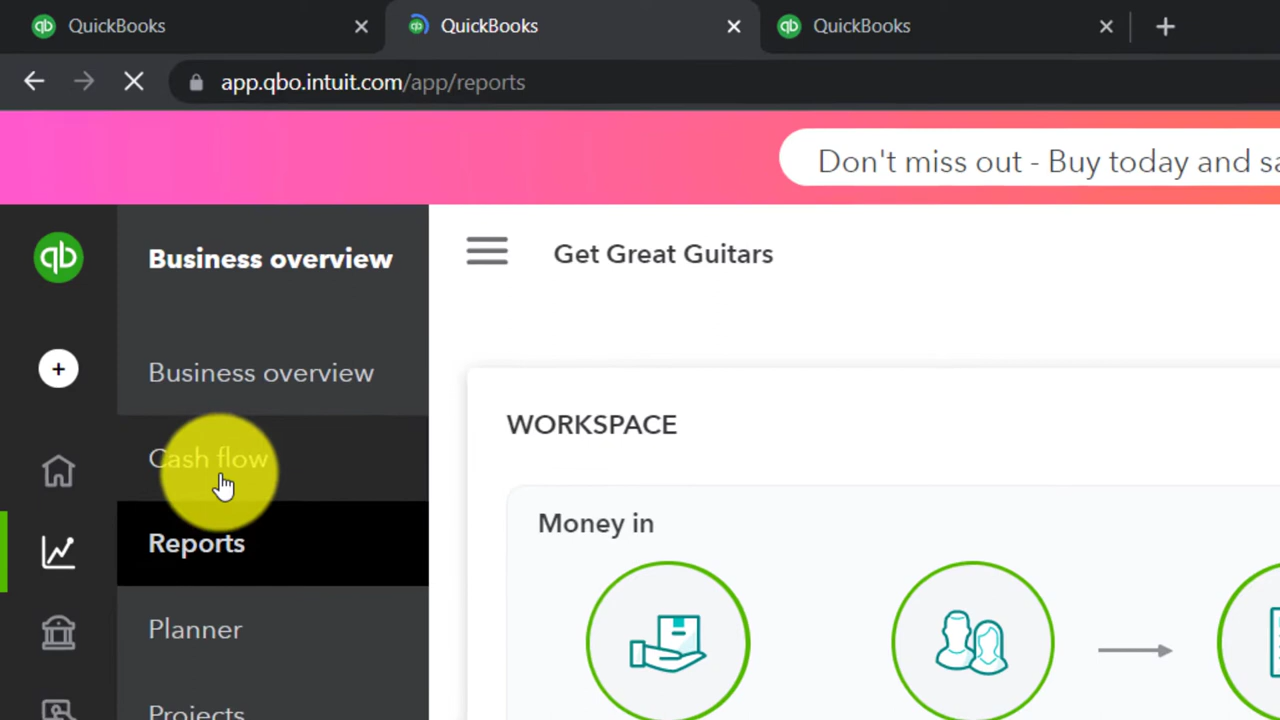 QuickBooks
QuickBooks
QuickBooks
app.qbo.intuit.com/app/reports
Don't miss out - Buy today and sa
qb
Business overview
Get Great Guitars
Business overview
WORKSPACE
Cash flow
Money in
Reports
Planner
Projects